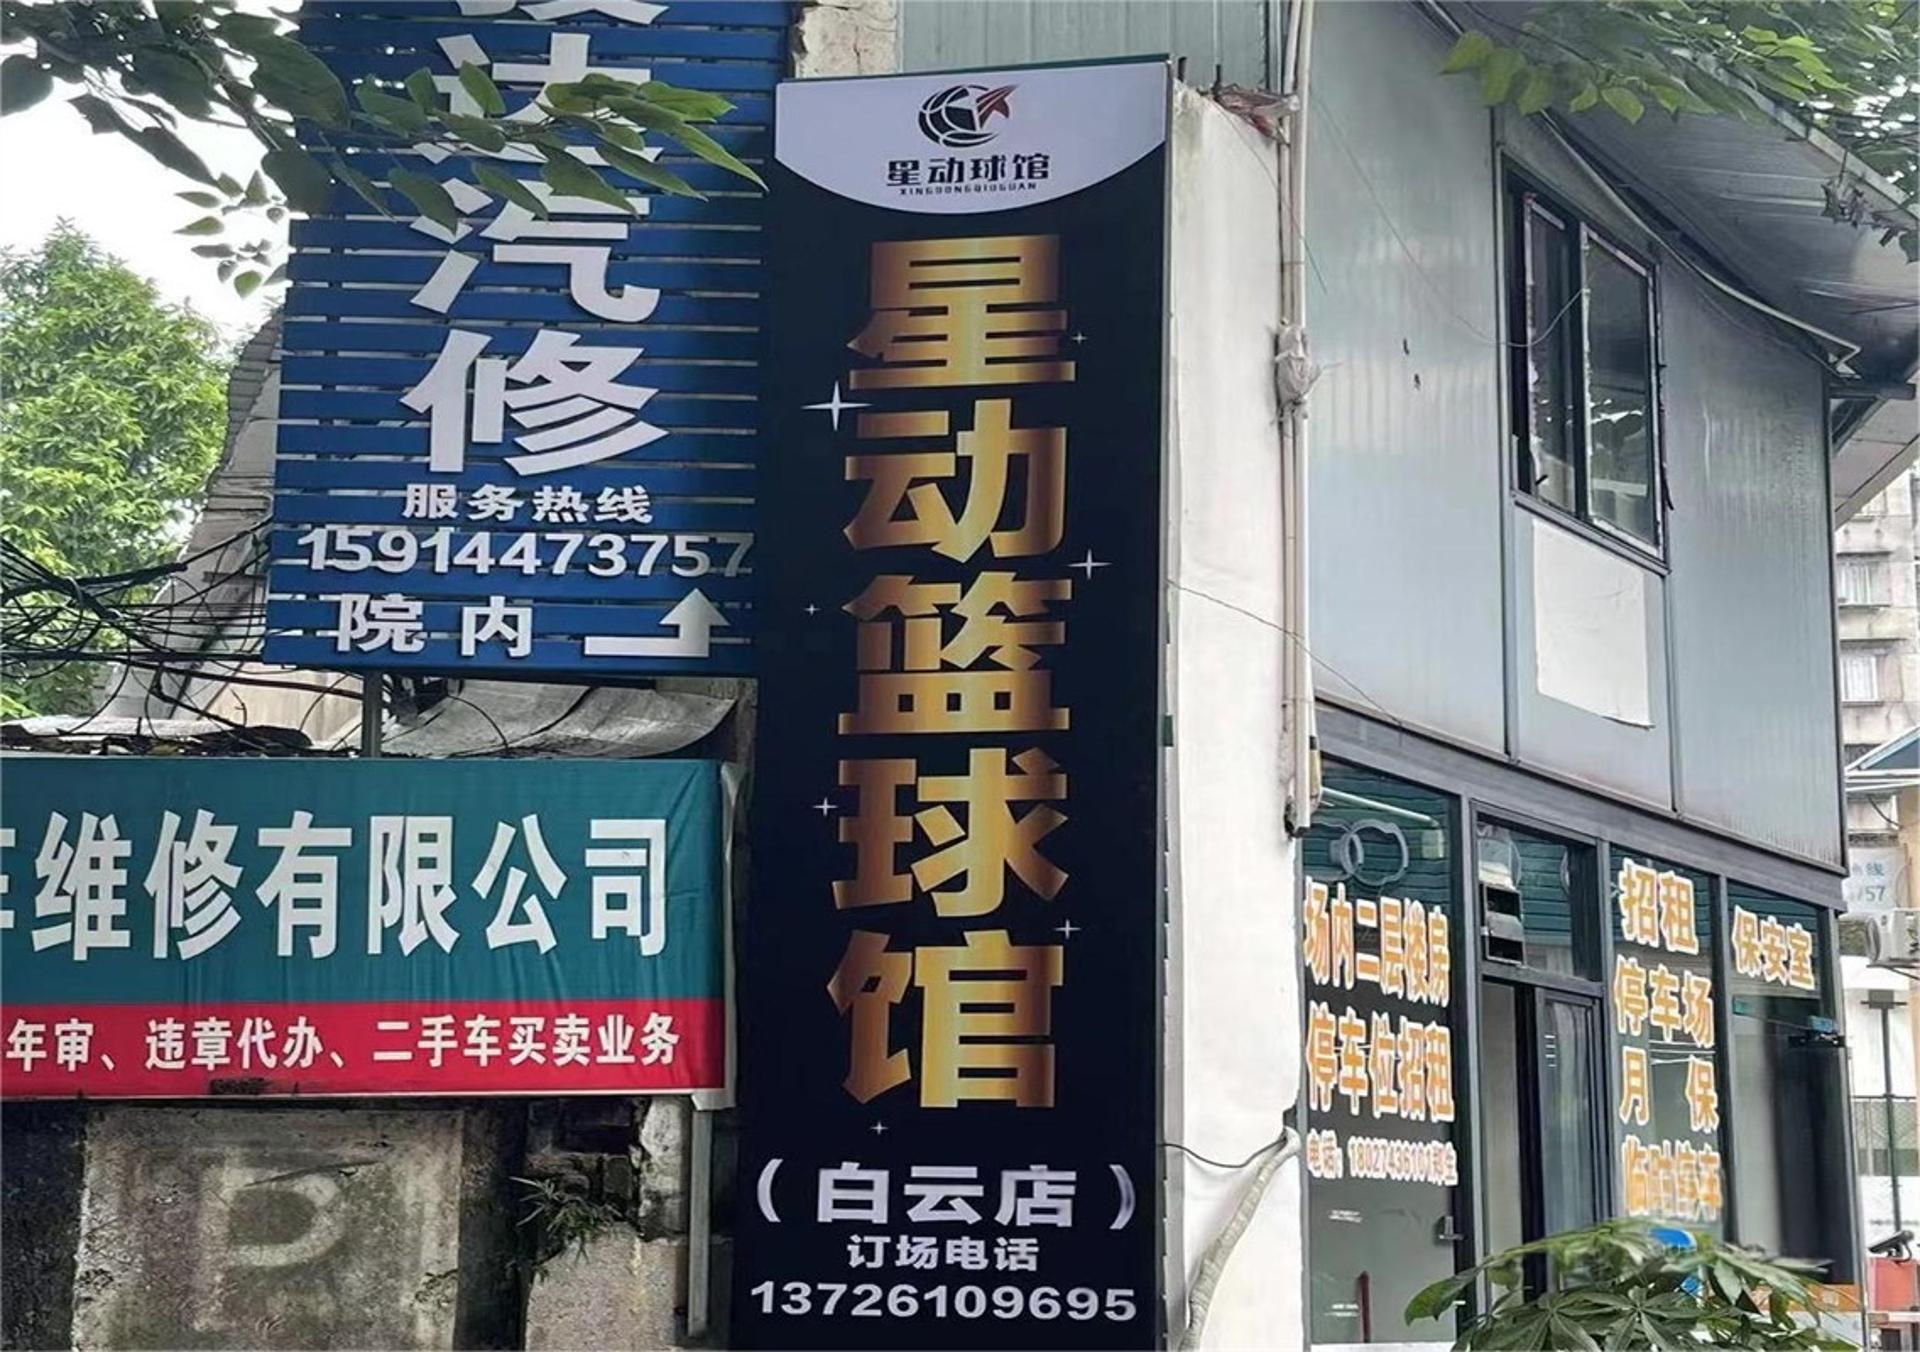 汽
修
服务热线
15914473757
院内
维修有限公司
年审、违章代办、二手车买卖业务
星动球馆
XINGDONGQIUGUAN
星动篮球馆
（白云店）
订场电话
13726109695
场内二层楼房
停车位招租
招租
停车场
月保
临时停车
保安室
757